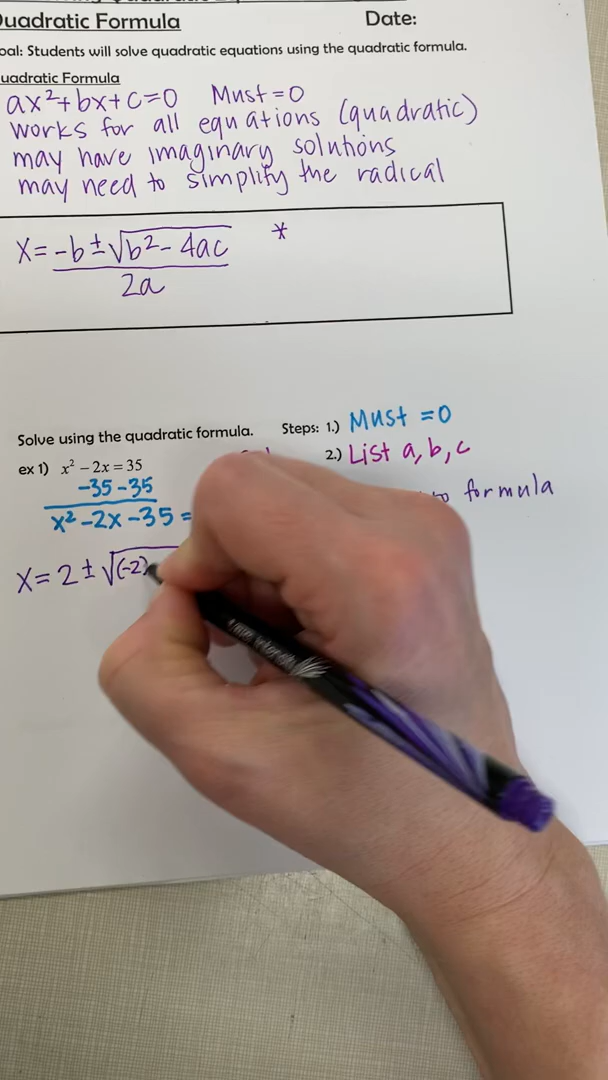 Quadratic Formula Date:
oal: Students will solve quadratic equations using the quadratic formula.
uadratic Formula
ax²+bx+c=0 Must=0
works for all equations (quadratic)
may have imaginary solutions
may need to simplify the radical
x=-b±√b²-4ac *
2a
Solve using the quadratic formula. Steps: 1.) Must =0
2.) List a, b, c
ex 1) x² – 2x = 35
-35 -35
formula
x²-2x-35=
x=2±√(-2)